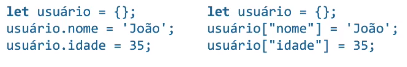 let usuário = {};
usuário.nome = 'João';
usuário.idade = 35;
let usuário = {};
usuário["nome"] = 'João';
usuário["idade"] = 35;